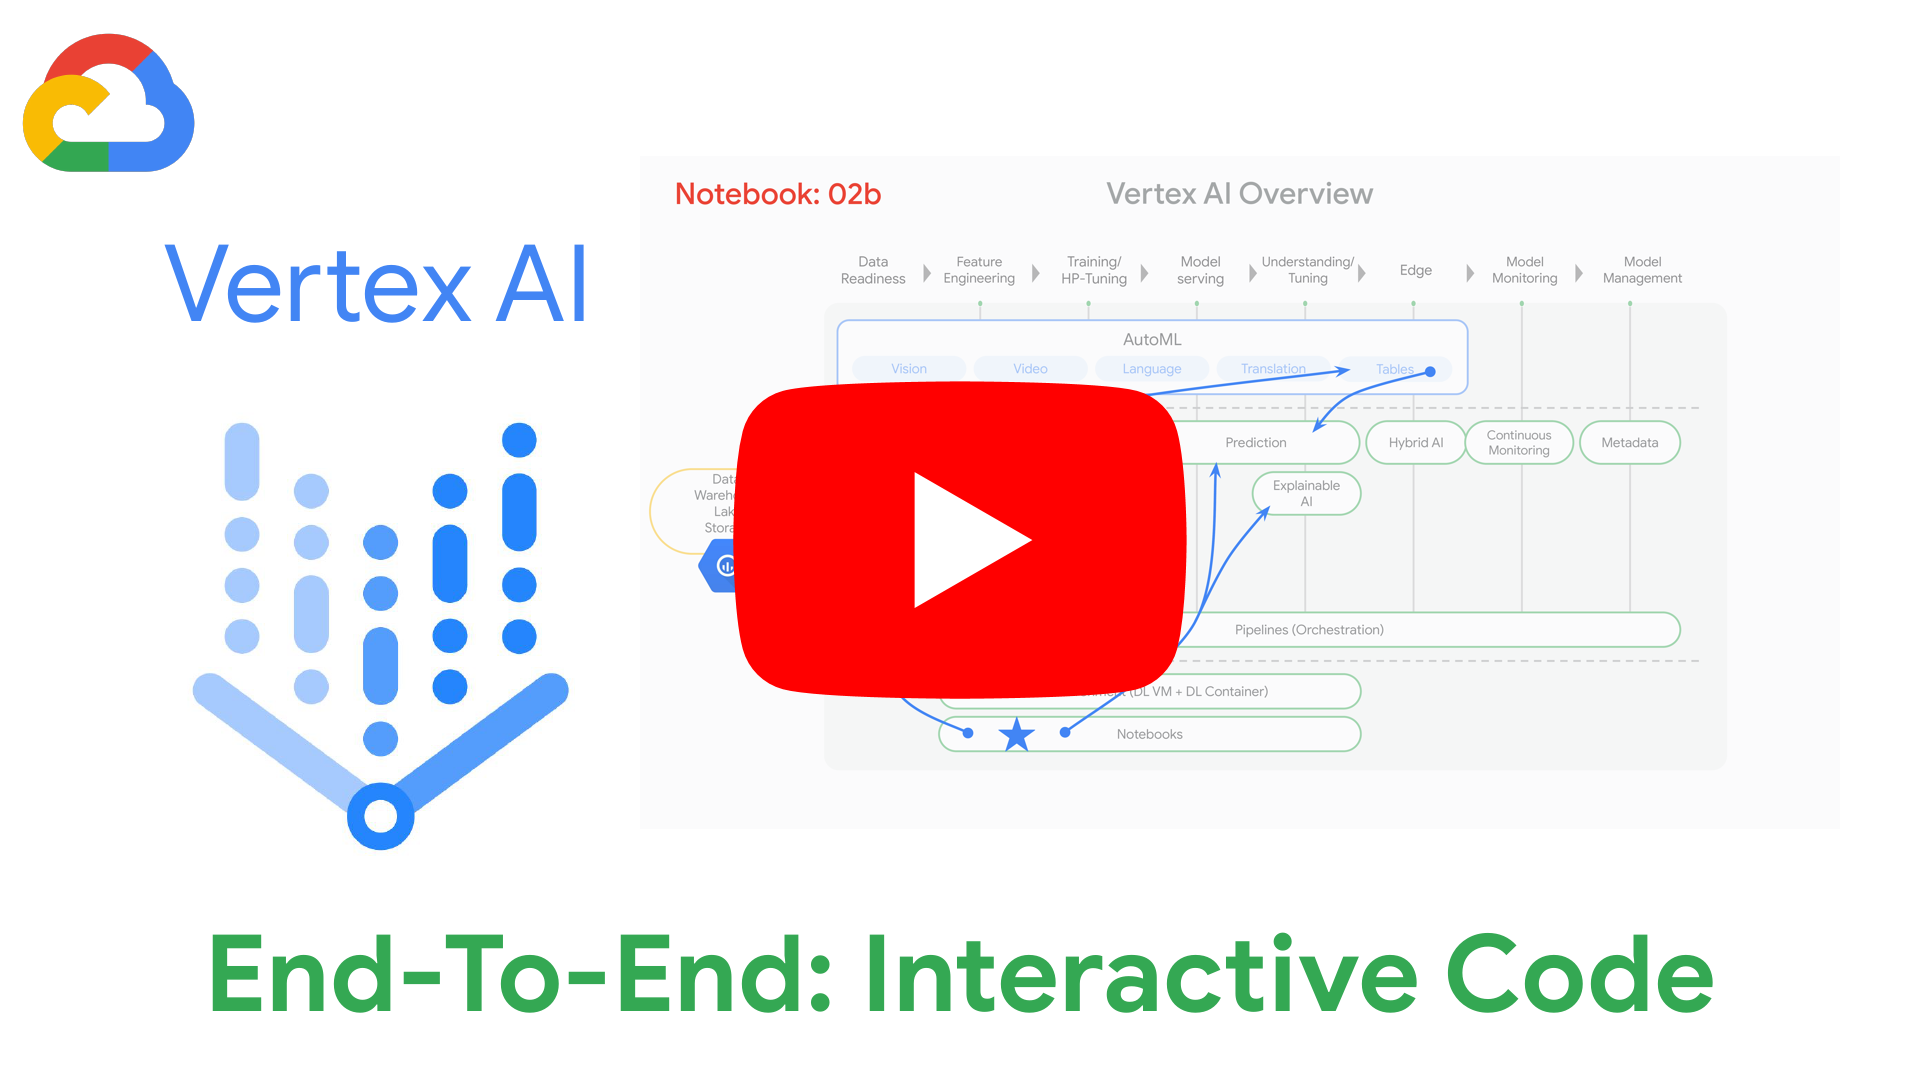 Notebook: 02b
Vertex AI Overview
Vertex AI
Data
Readiness
Feature
Engineering
Training/
HP-Tuning
Model
serving
Understanding/
Tuning
Edge
Model
Monitoring
Model
Management
AutoML
Vision
Video
Language
Translation
Tables
Prediction
Hybrid AI
Continuous
Monitoring
Metadata
Data
Explainable
AI
Pipelines (Orchestration)
(DL VM + DL Container)
Notebooks
End-To-End: Interactive Code